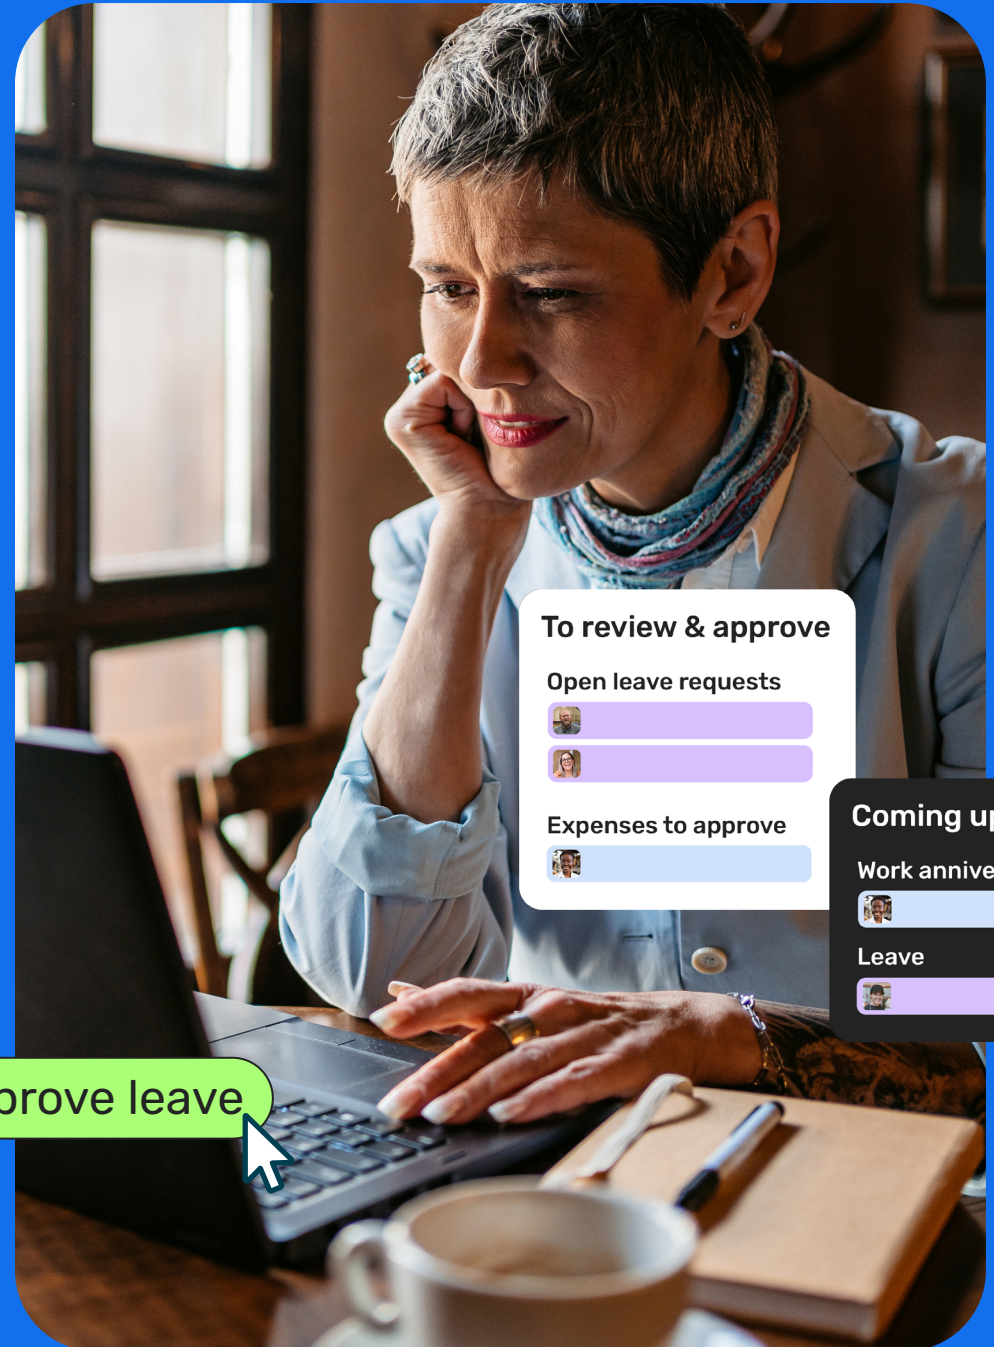 To review & approve
Open leave requests
Expenses to approve
Coming up
Work annive
Leave
prove leave